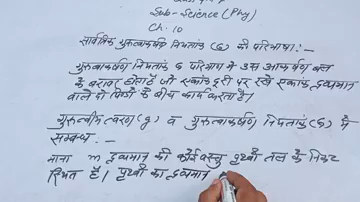 Sub- Science (Phy)
Ch. 10
सार्वत्रिक गुरुत्वाकर्षण नियतांक (G) की परिभाषा :-
गुरुत्वाकर्षण नियतांक G परिमाण में उस आकर्षण बल
के बराबर होता है जो एकांक दूरी पर रखे एकांक द्रव्यमान
वाले दो पिण्डों के बीच कार्य करता है।
गुरुत्वीय त्वरण (g) व गुरुत्वाकर्षण नियतांक (G) में
सम्बन्ध :-
माना m द्रव्यमान की कोई वस्तु पृथ्वी तल के निकट
स्थित है। पृथ्वी का द्रव्यमान